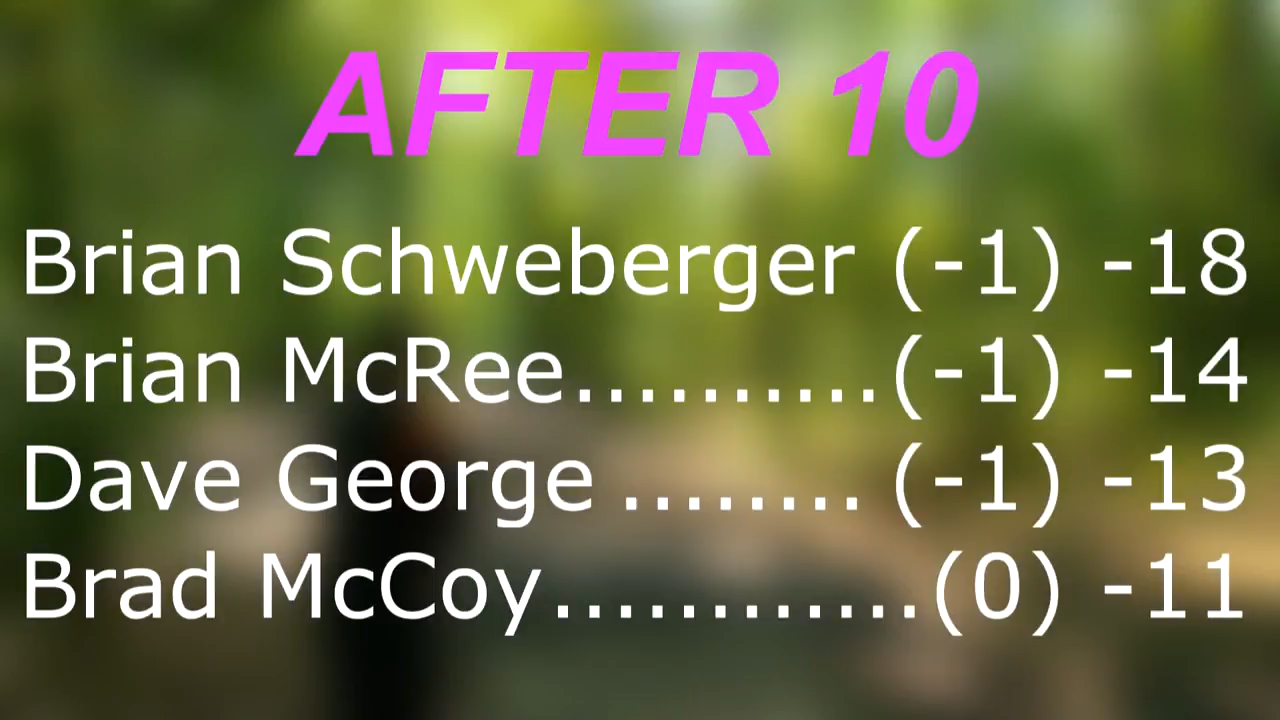 AFTER 10
Brian Schweberger (-1) -18
Brian McRee..........(-1) -14
Dave George ........ (-1) -13
Brad McCoy............(0) -11